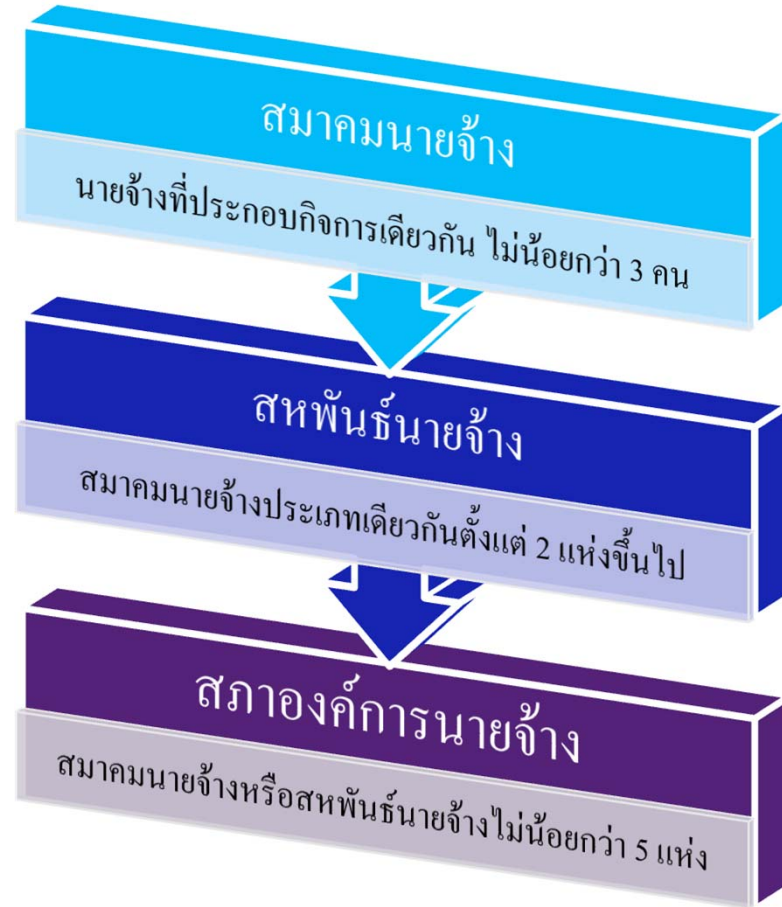 สมาคมนายจ้าง
นายจ้างที่ประกอบกิจการเดียวกัน ไม่น้อยกว่า 3 คน
สหพันธ์นายจ้าง
สมาคมนายจ้างประเภทเดียวกันตั้งแต่ 2 แห่งขึ้นไป
สภาองค์การนายจ้าง
สมาคมนายจ้างหรือสหพันธ์นายจ้างไม่น้อยกว่า 5 แห่ง